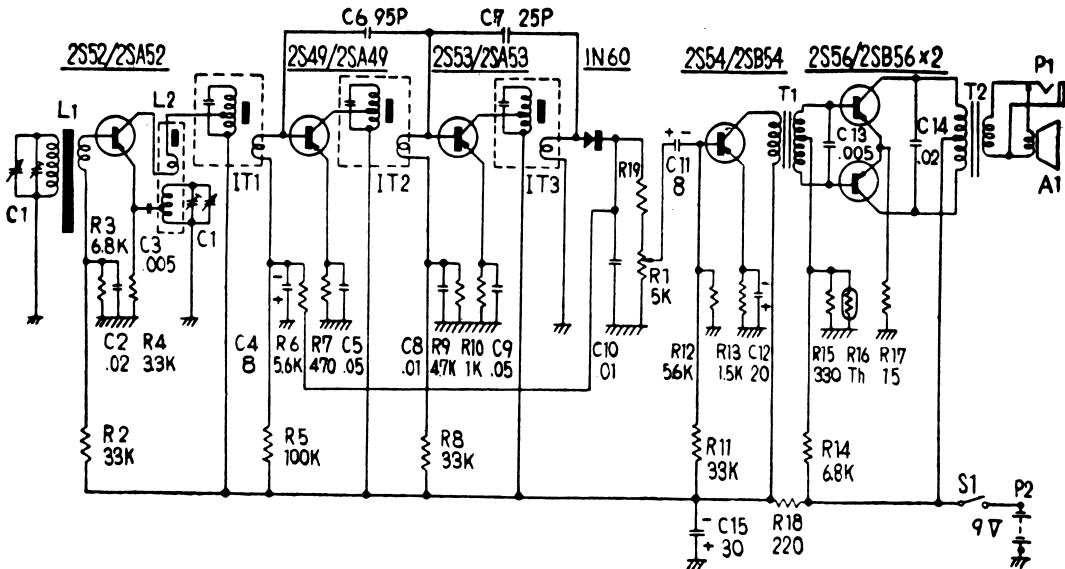 C6 95P
C7 25P
2S52/2SA52
2S49/2SA49
2S53/2SA53
IN60
2S54/2SB54
2S56/2SB56×2
L1
L2
T1
T2
P1
C13
.005
C14
.02
C11
8
R19
IT1
IT2
IT3
A1
C1
C1
R3
6.8K
C3
.005
R1
5K
C2
.02
R4
3.3K
C4
8
R6
5.6K
R7
470
C5
.05
C8
.01
R9
4.7K
R10
1K
C9
.05
C10
.01
R12
5.6K
R13
1.5K
C12
20
R15
330
R16
Th
R17
15
R2
33K
R5
100K
R8
33K
R11
33K
R14
6.8K
S1
P2
9V
C15
30
R18
220